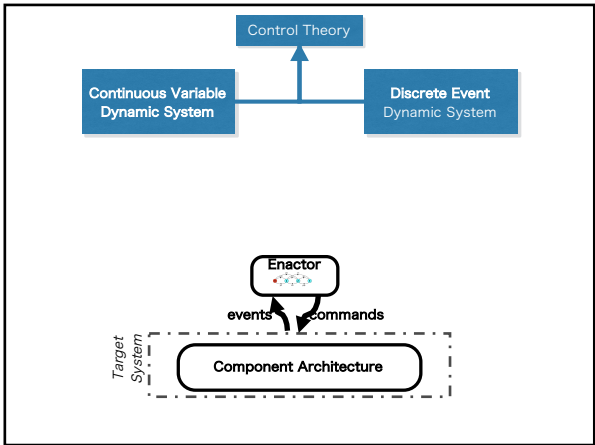 Control Theory
Continuous Variable
Dynamic System
Discrete Event
Dynamic System
Enactor
events
commands
Target
System
Component Architecture